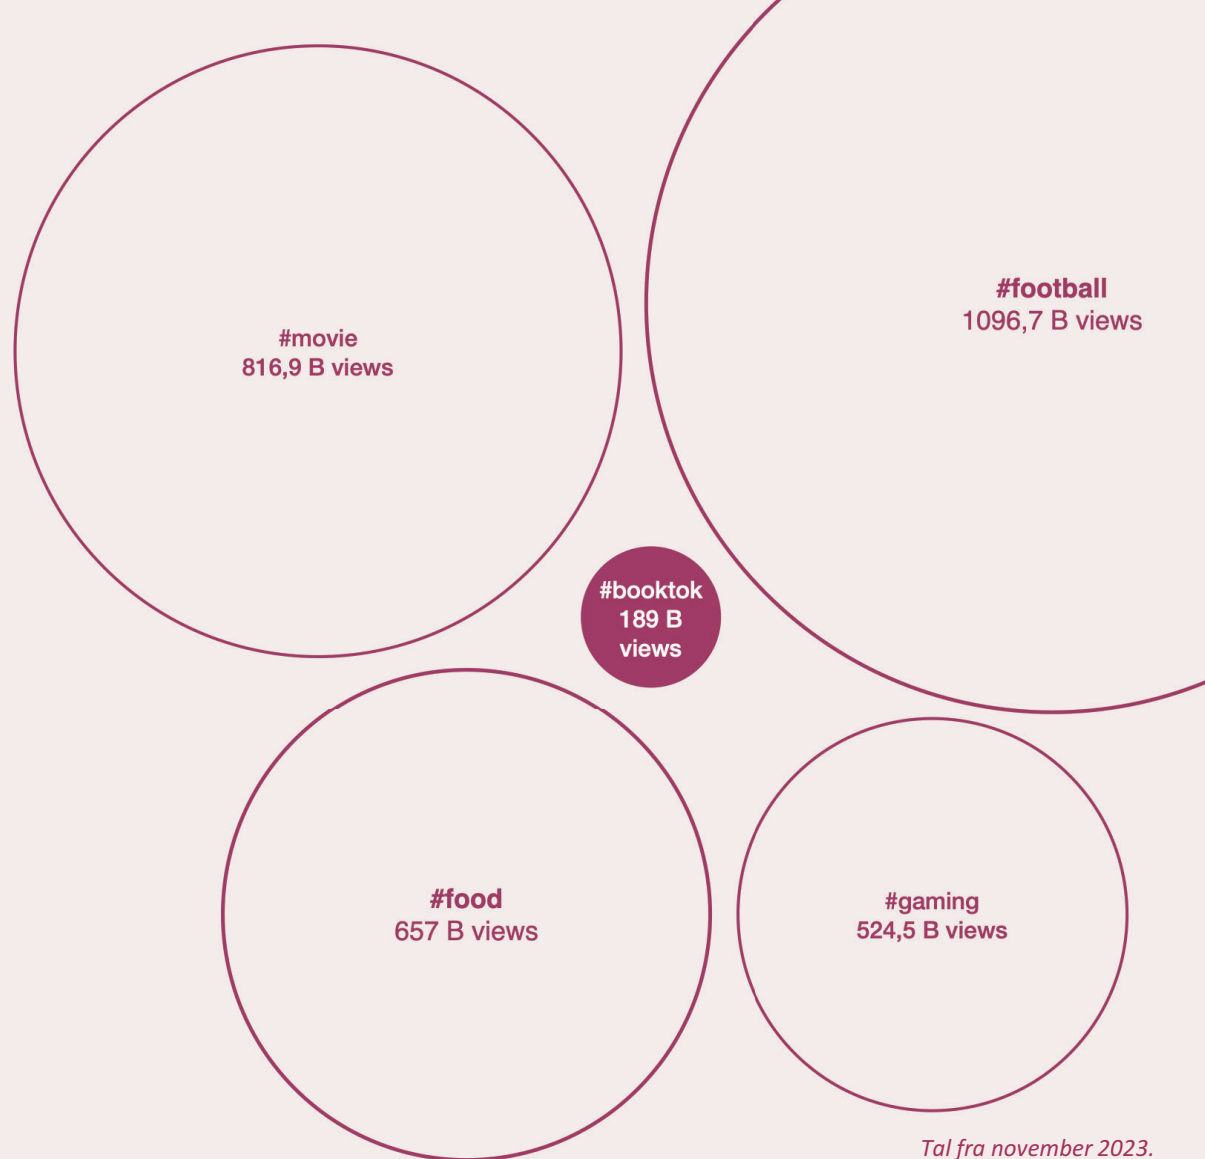 #movie
816,9 B views
#football
1096,7 B views
#booktok
189 B
views
#food
657 B views
#gaming
524,5 B views
Tal fra november 2023.